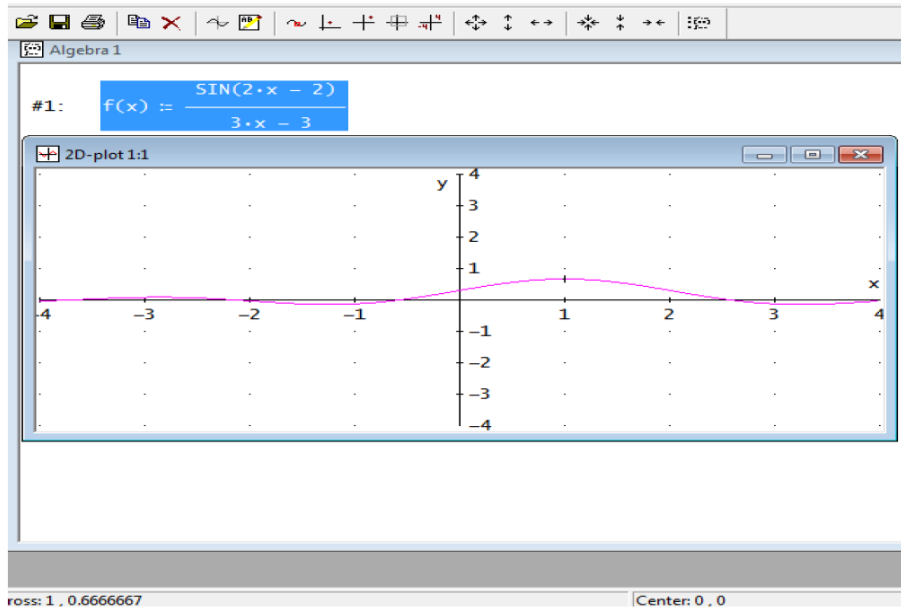 Algebra 1
#1: f(x) := SIN(2·x − 2) / 3·x − 3
2D-plot 1:1
y
4
3
2
1
x
-4 -3 -2 -1 1 2 3 4
-1
-2
-3
-4
ross: 1 , 0.6666667 Center: 0 , 0